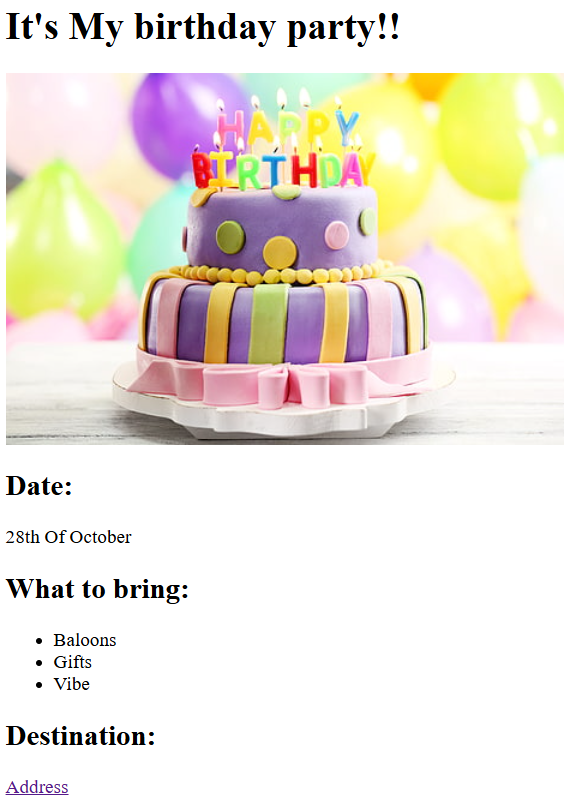 It's My birthday party!!
HAPPY
BIRTHDAY
Date:
28th Of October
What to bring:
Baloons
Gifts
Vibe
Destination:
Address